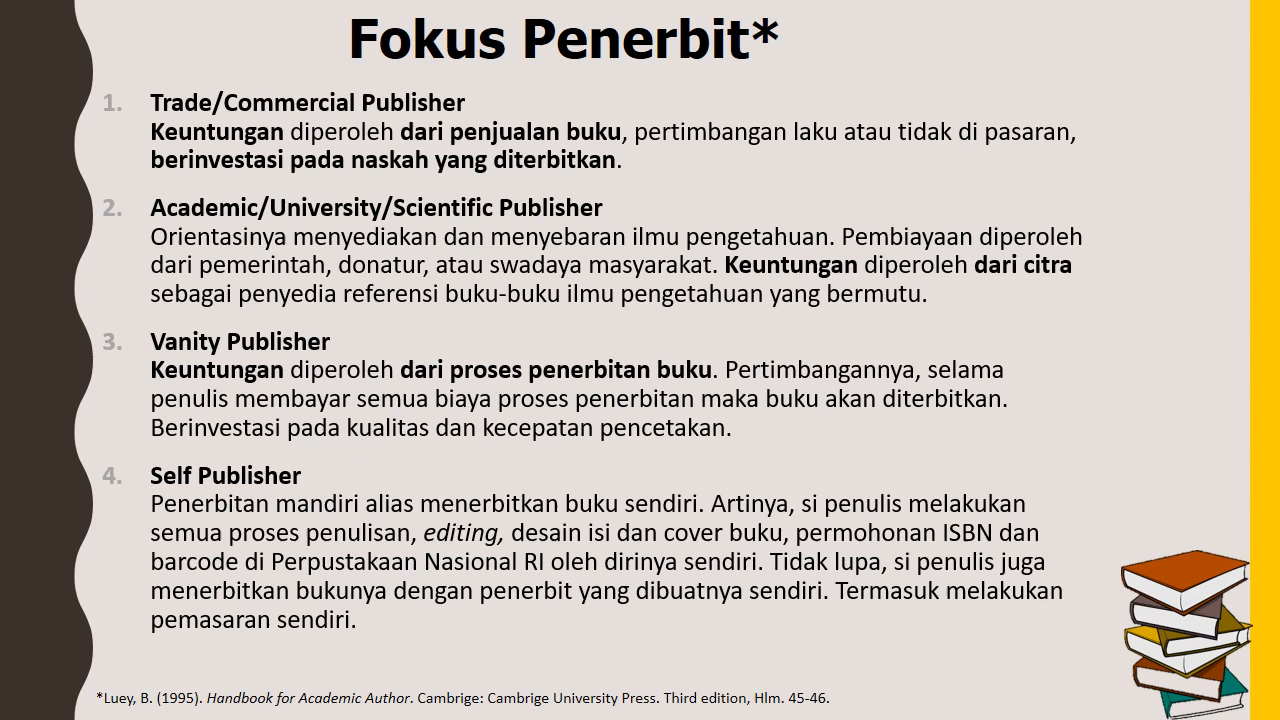 Fokus Penerbit*
1. Trade/Commercial Publisher
Keuntungan diperoleh dari penjualan buku, pertimbangan laku atau tidak di pasaran,
berinvestasi pada naskah yang diterbitkan.
2. Academic/University/Scientific Publisher
Orientasinya menyediakan dan menyebaran ilmu pengetahuan. Pembiayaan diperoleh
dari pemerintah, donatur, atau swadaya masyarakat. Keuntungan diperoleh dari citra
sebagai penyedia referensi buku-buku ilmu pengetahuan yang bermutu.
3. Vanity Publisher
Keuntungan diperoleh dari proses penerbitan buku. Pertimbangannya, selama
penulis membayar semua biaya proses penerbitan maka buku akan diterbitkan.
Berinvestasi pada kualitas dan kecepatan pencetakan.
4. Self Publisher
Penerbitan mandiri alias menerbitkan buku sendiri. Artinya, si penulis melakukan
semua proses penulisan, editing, desain isi dan cover buku, permohonan ISBN dan
barcode di Perpustakaan Nasional RI oleh dirinya sendiri. Tidak lupa, si penulis juga
menerbitkan bukunya dengan penerbit yang dibuatnya sendiri. Termasuk melakukan
pemasaran sendiri.
*Luey, B. (1995). Handbook for Academic Author. Cambrige: Cambrige University Press. Third edition, Hlm. 45-46.